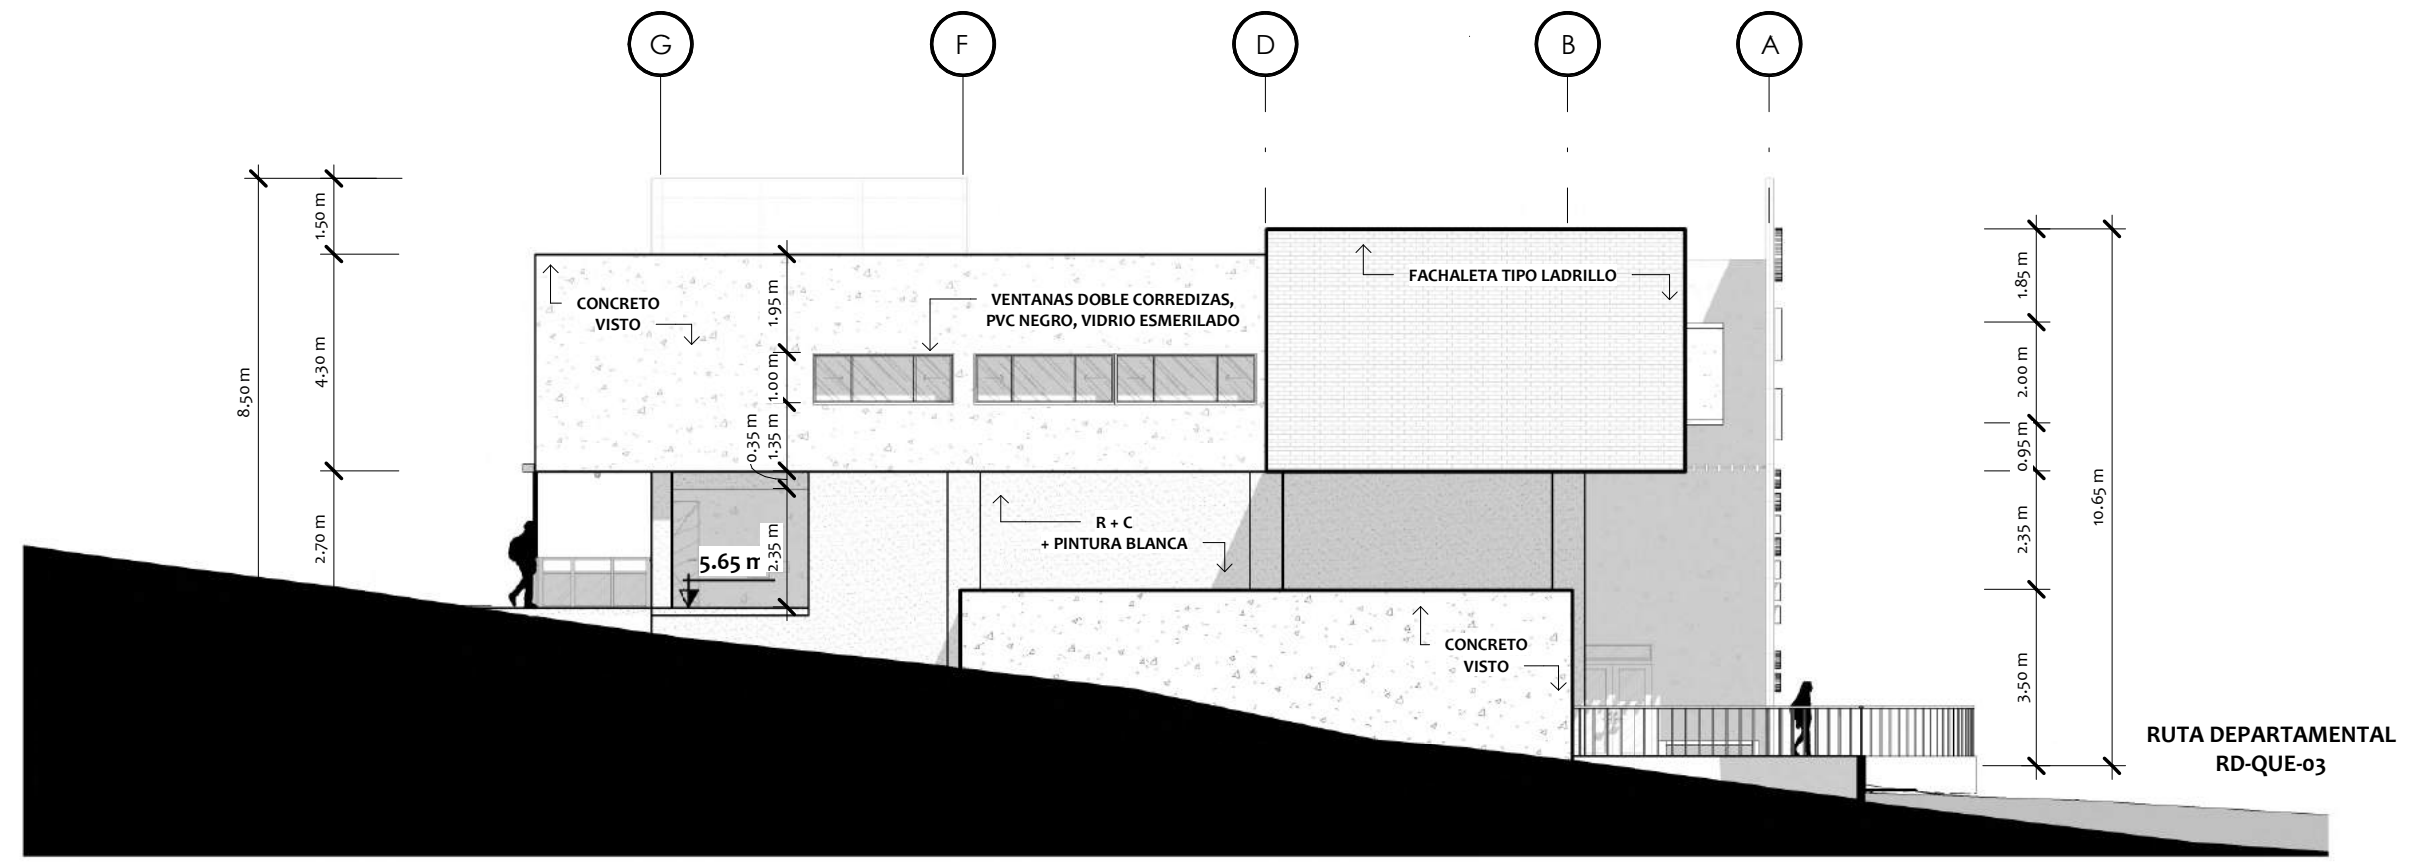 G
F
D
B
A
1.50 m
4.30 m
8.50 m
2.70 m
CONCRETO
VISTO
1.95 m
1.00 m
1.35 m
0.35 m
2.35 m
5.65 m
VENTANAS DOBLE CORREDIZAS,
PVC NEGRO, VIDRIO ESMERILADO
FACHALETA TIPO LADRILLO
R + C
+ PINTURA BLANCA
CONCRETO
VISTO
1.85 m
2.00 m
0.95 m
2.35 m
3.50 m
10.65 m
RUTA DEPARTAMENTAL
RD-QUE-03